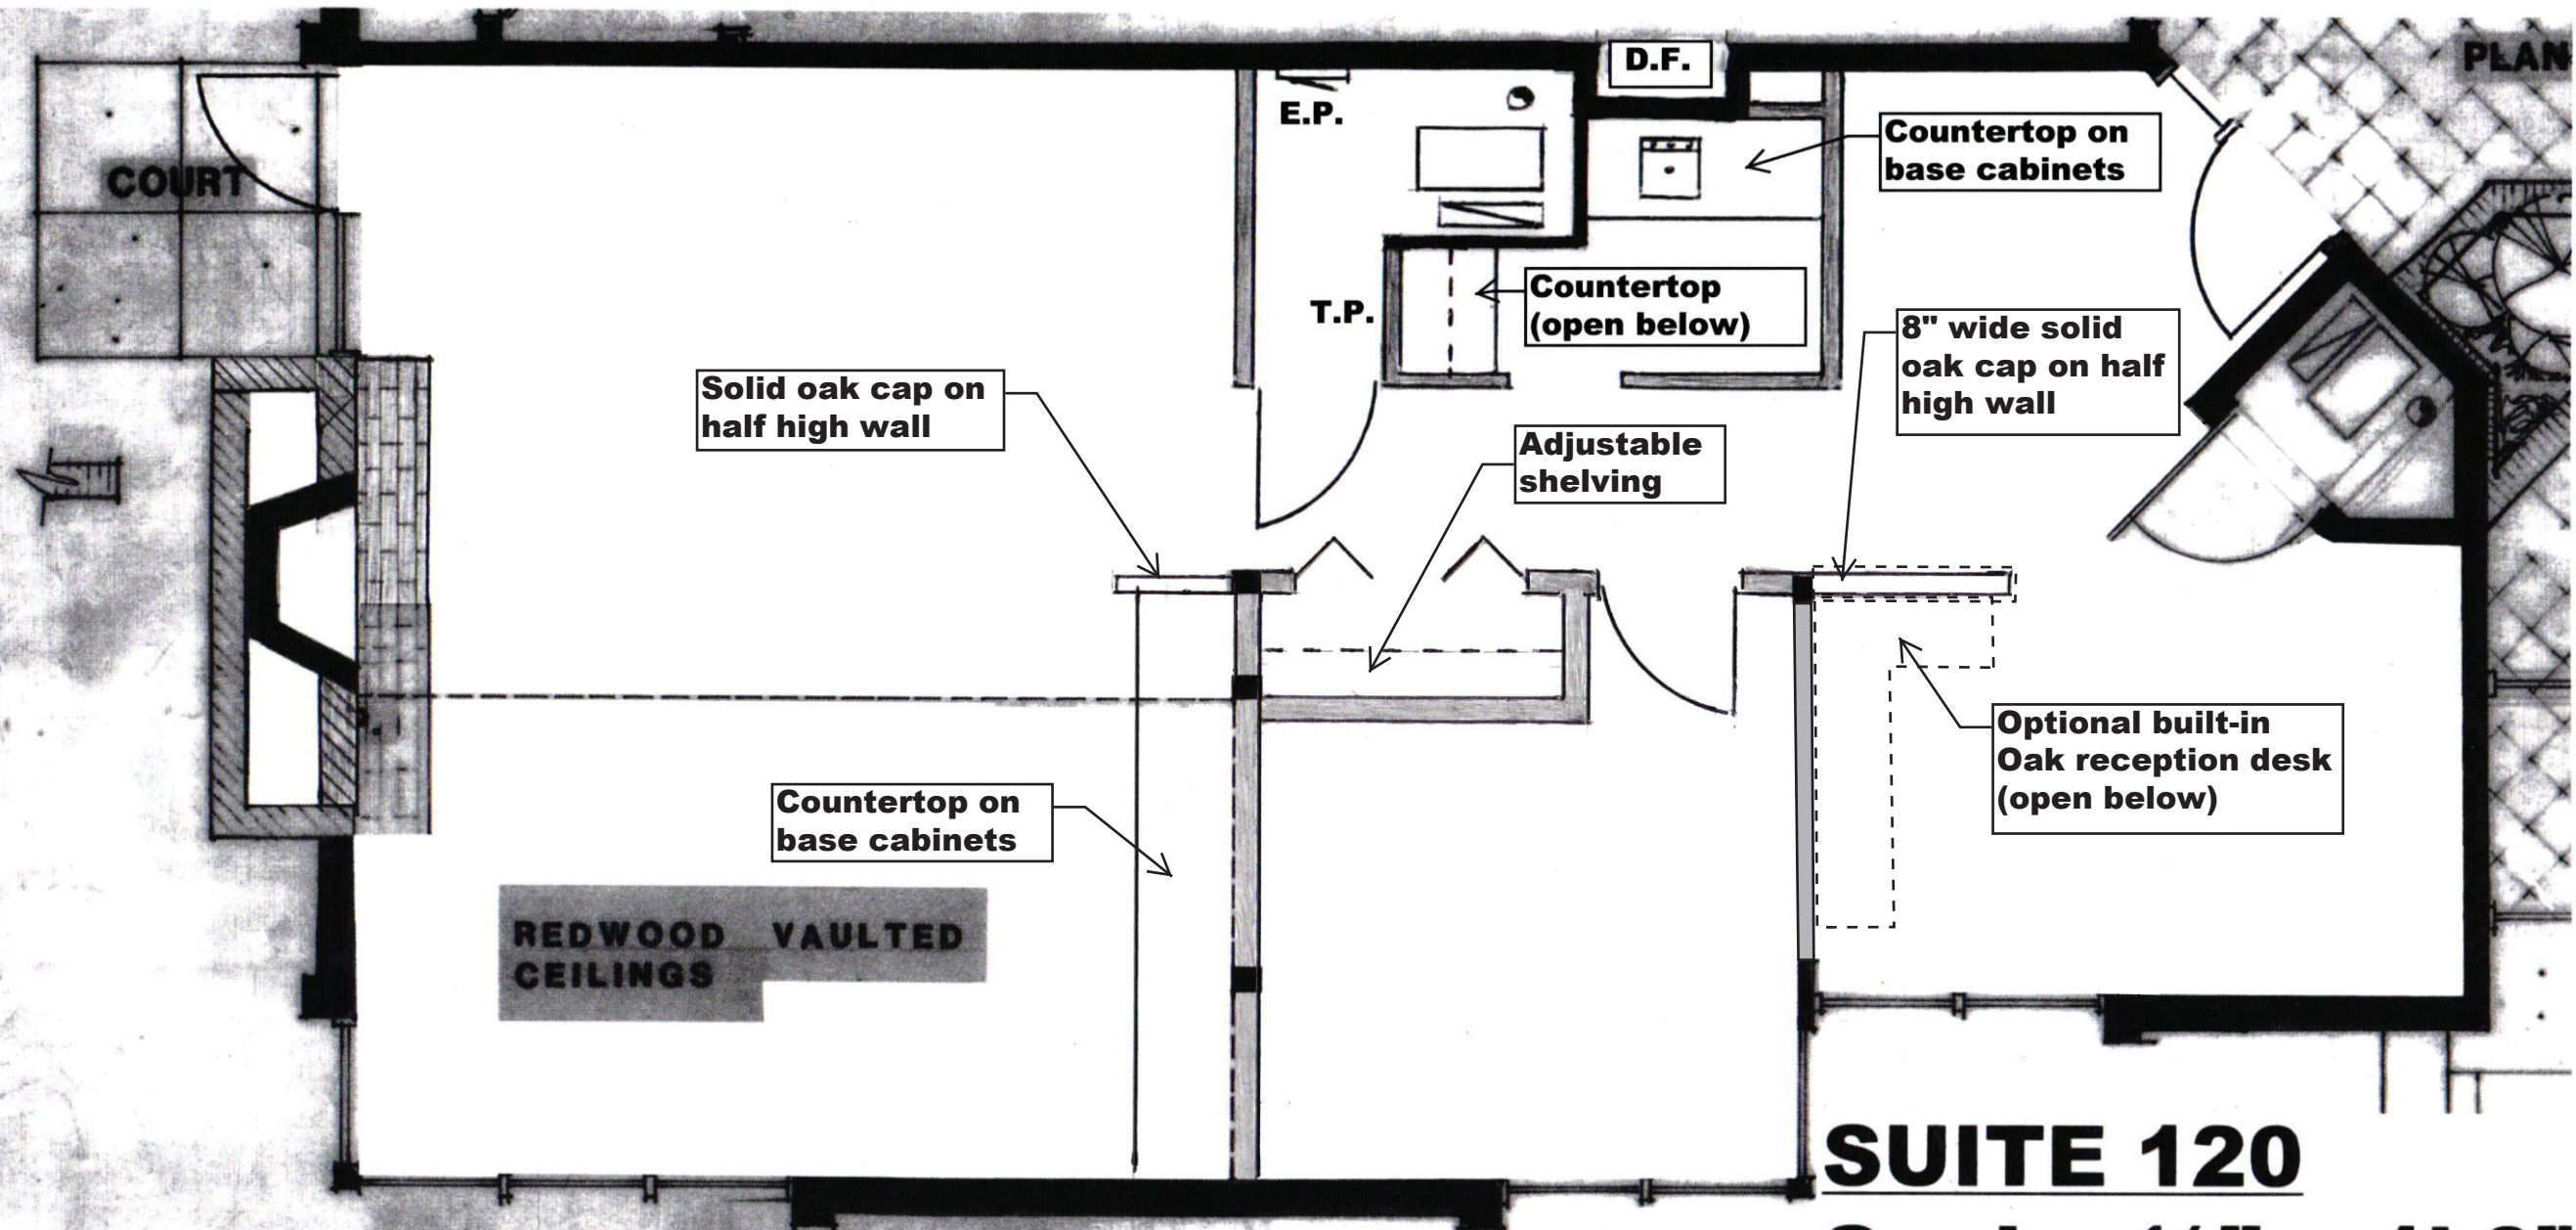 D.F.
PLAN
E.P.
Countertop on
base cabinets
COURT
Countertop
(open below)
T.P.
8" wide solid
oak cap on half
high wall
Solid oak cap on
half high wall
Adjustable
shelving
Optional built-in
Oak reception desk
(open below)
Countertop on
base cabinets
REDWOOD VAULTED
CEILINGS
SUITE 120